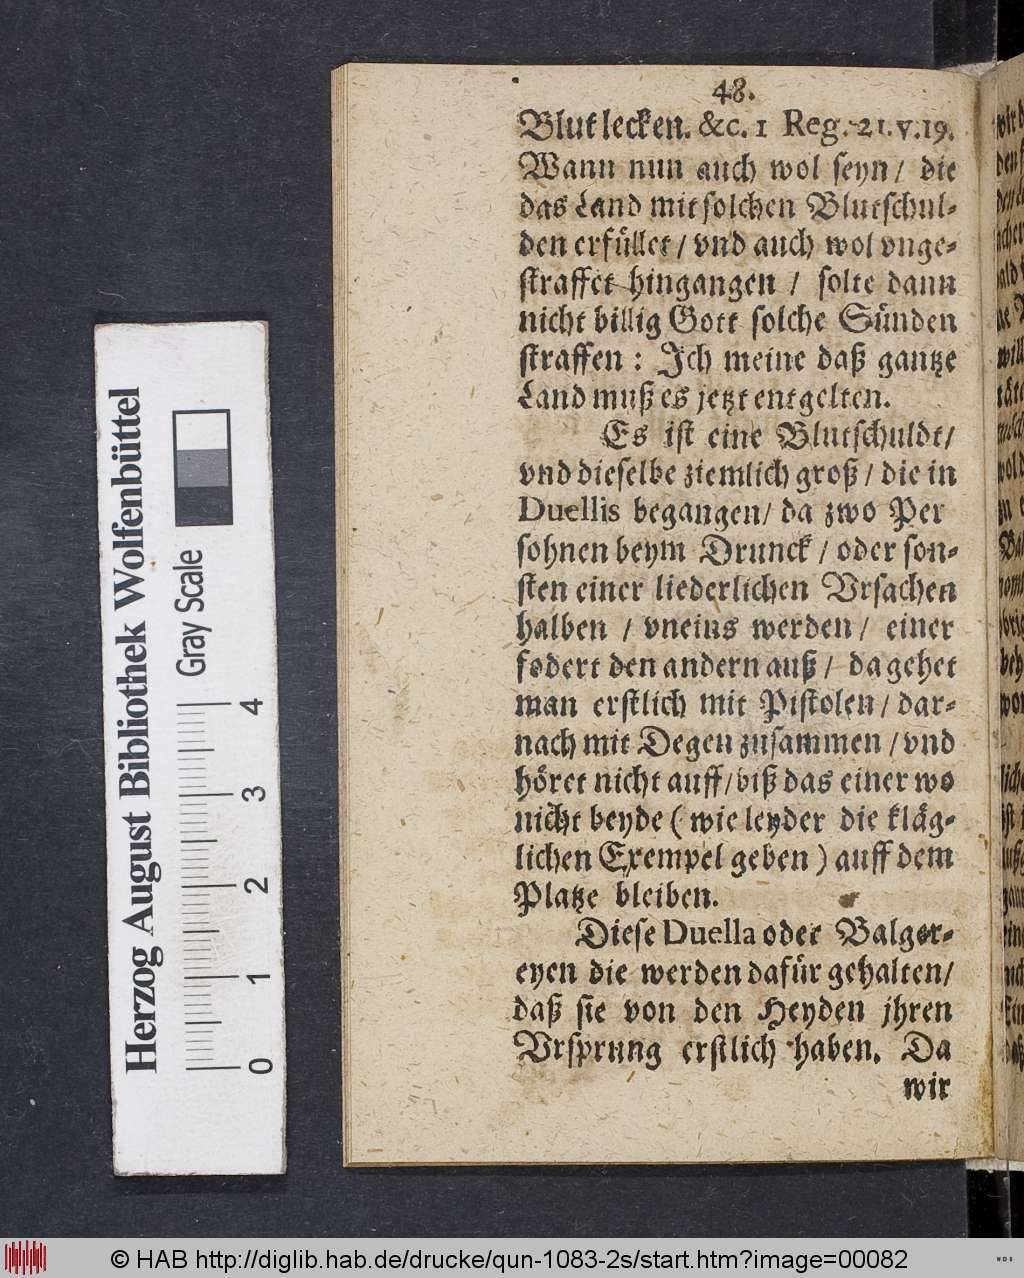 48.
Blut lecken. &c. 1 Reg. 21. v. 19.
Wann nun auch wol seyn / die
das Land mit solchen Blutschul-
den erfüllet / vnd auch wol vnge-
straffet hingangen / solte dann
nicht billig Gott solche Sünden
straffen : Ich meine daß gantze
Land muß es jetzt entgelten.
Es ist eine Blutschuldt /
vnd dieselbe ziemlich groß / die in
Duellis begangen / da zwo Per
sohnen beym Drunck / oder son-
sten einer liederlichen Vrsachen
halben / vneins werden / einer
fodert den andern auß / da gehet
man erstlich mit Pistolen / dar-
nach mit Degen zusammen / vnd
höret nicht auff / biß das einer wo
nicht beyde ( wie leyder die kläg-
lichen Exempel geben ) auff dem
Platze bleiben.
Diese Duella oder Balger-
eyen die werden dafür gehalten /
daß sie von den Heyden jhren
Vrsprung erstlich haben. Da
wir
Herzog August Bibliothek Wolfenbüttel
Gray Scale
0 1 2 3 4
© HAB http://diglib.hab.de/drucke/qun-1083-2s/start.htm?image=00082